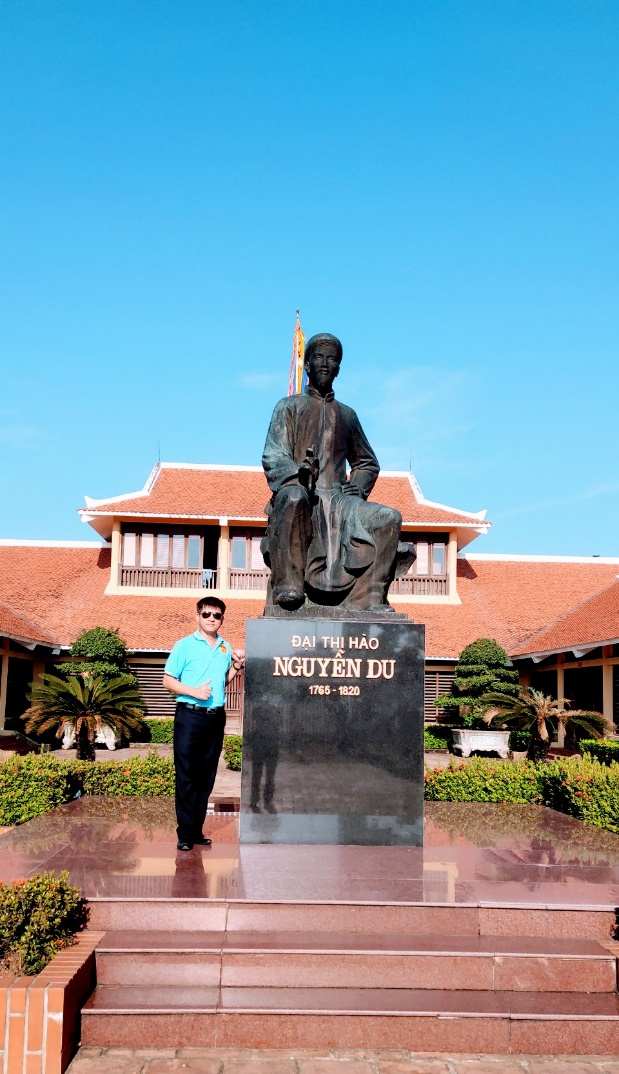 ĐẠI THI HÀO
NGUYỄN DU
1765 - 1820